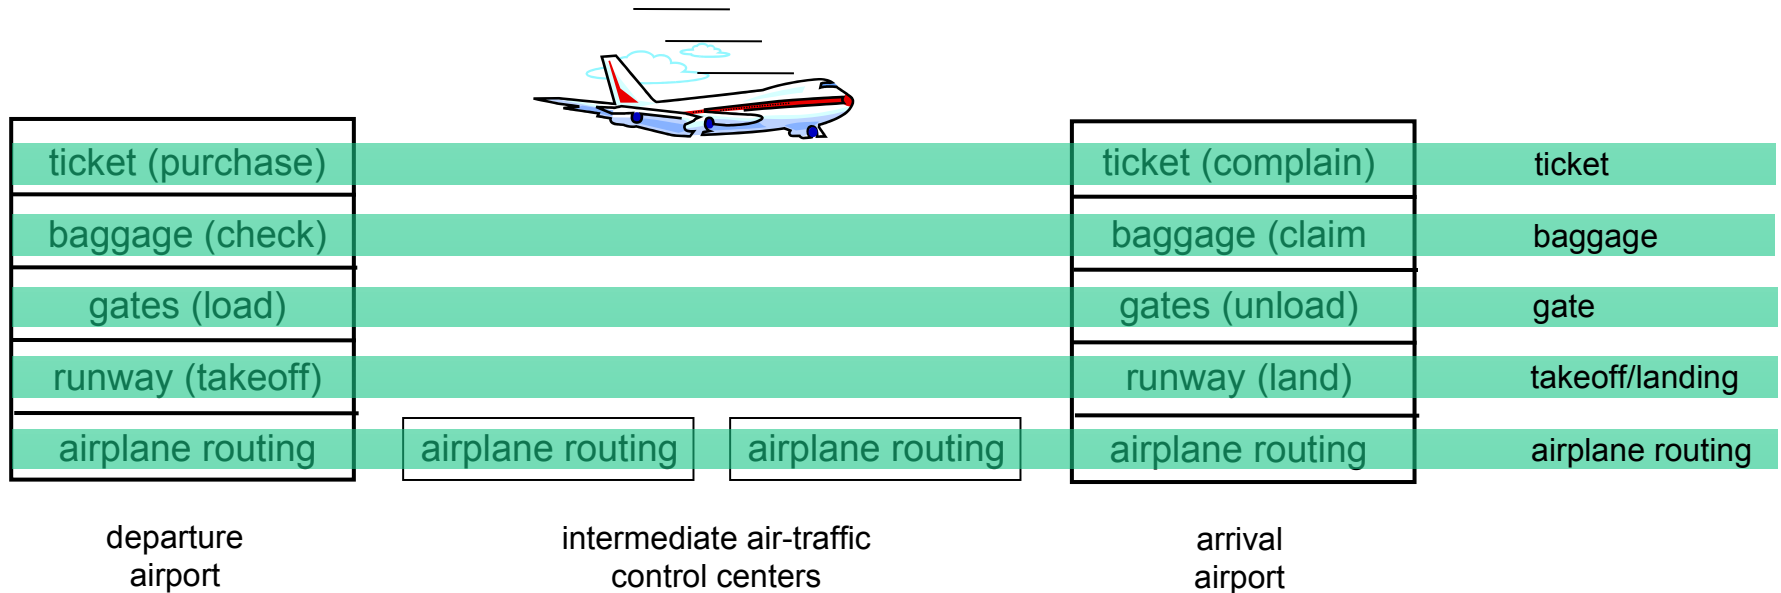 ticket (purchase) ticket (complain) ticket
baggage (check) baggage (claim baggage
gates (load) gates (unload) gate
runway (takeoff) runway (land) takeoff/landing
airplane routing airplane routing airplane routing airplane routing airplane routing
departure
airport
intermediate air-traffic
control centers
arrival
airport